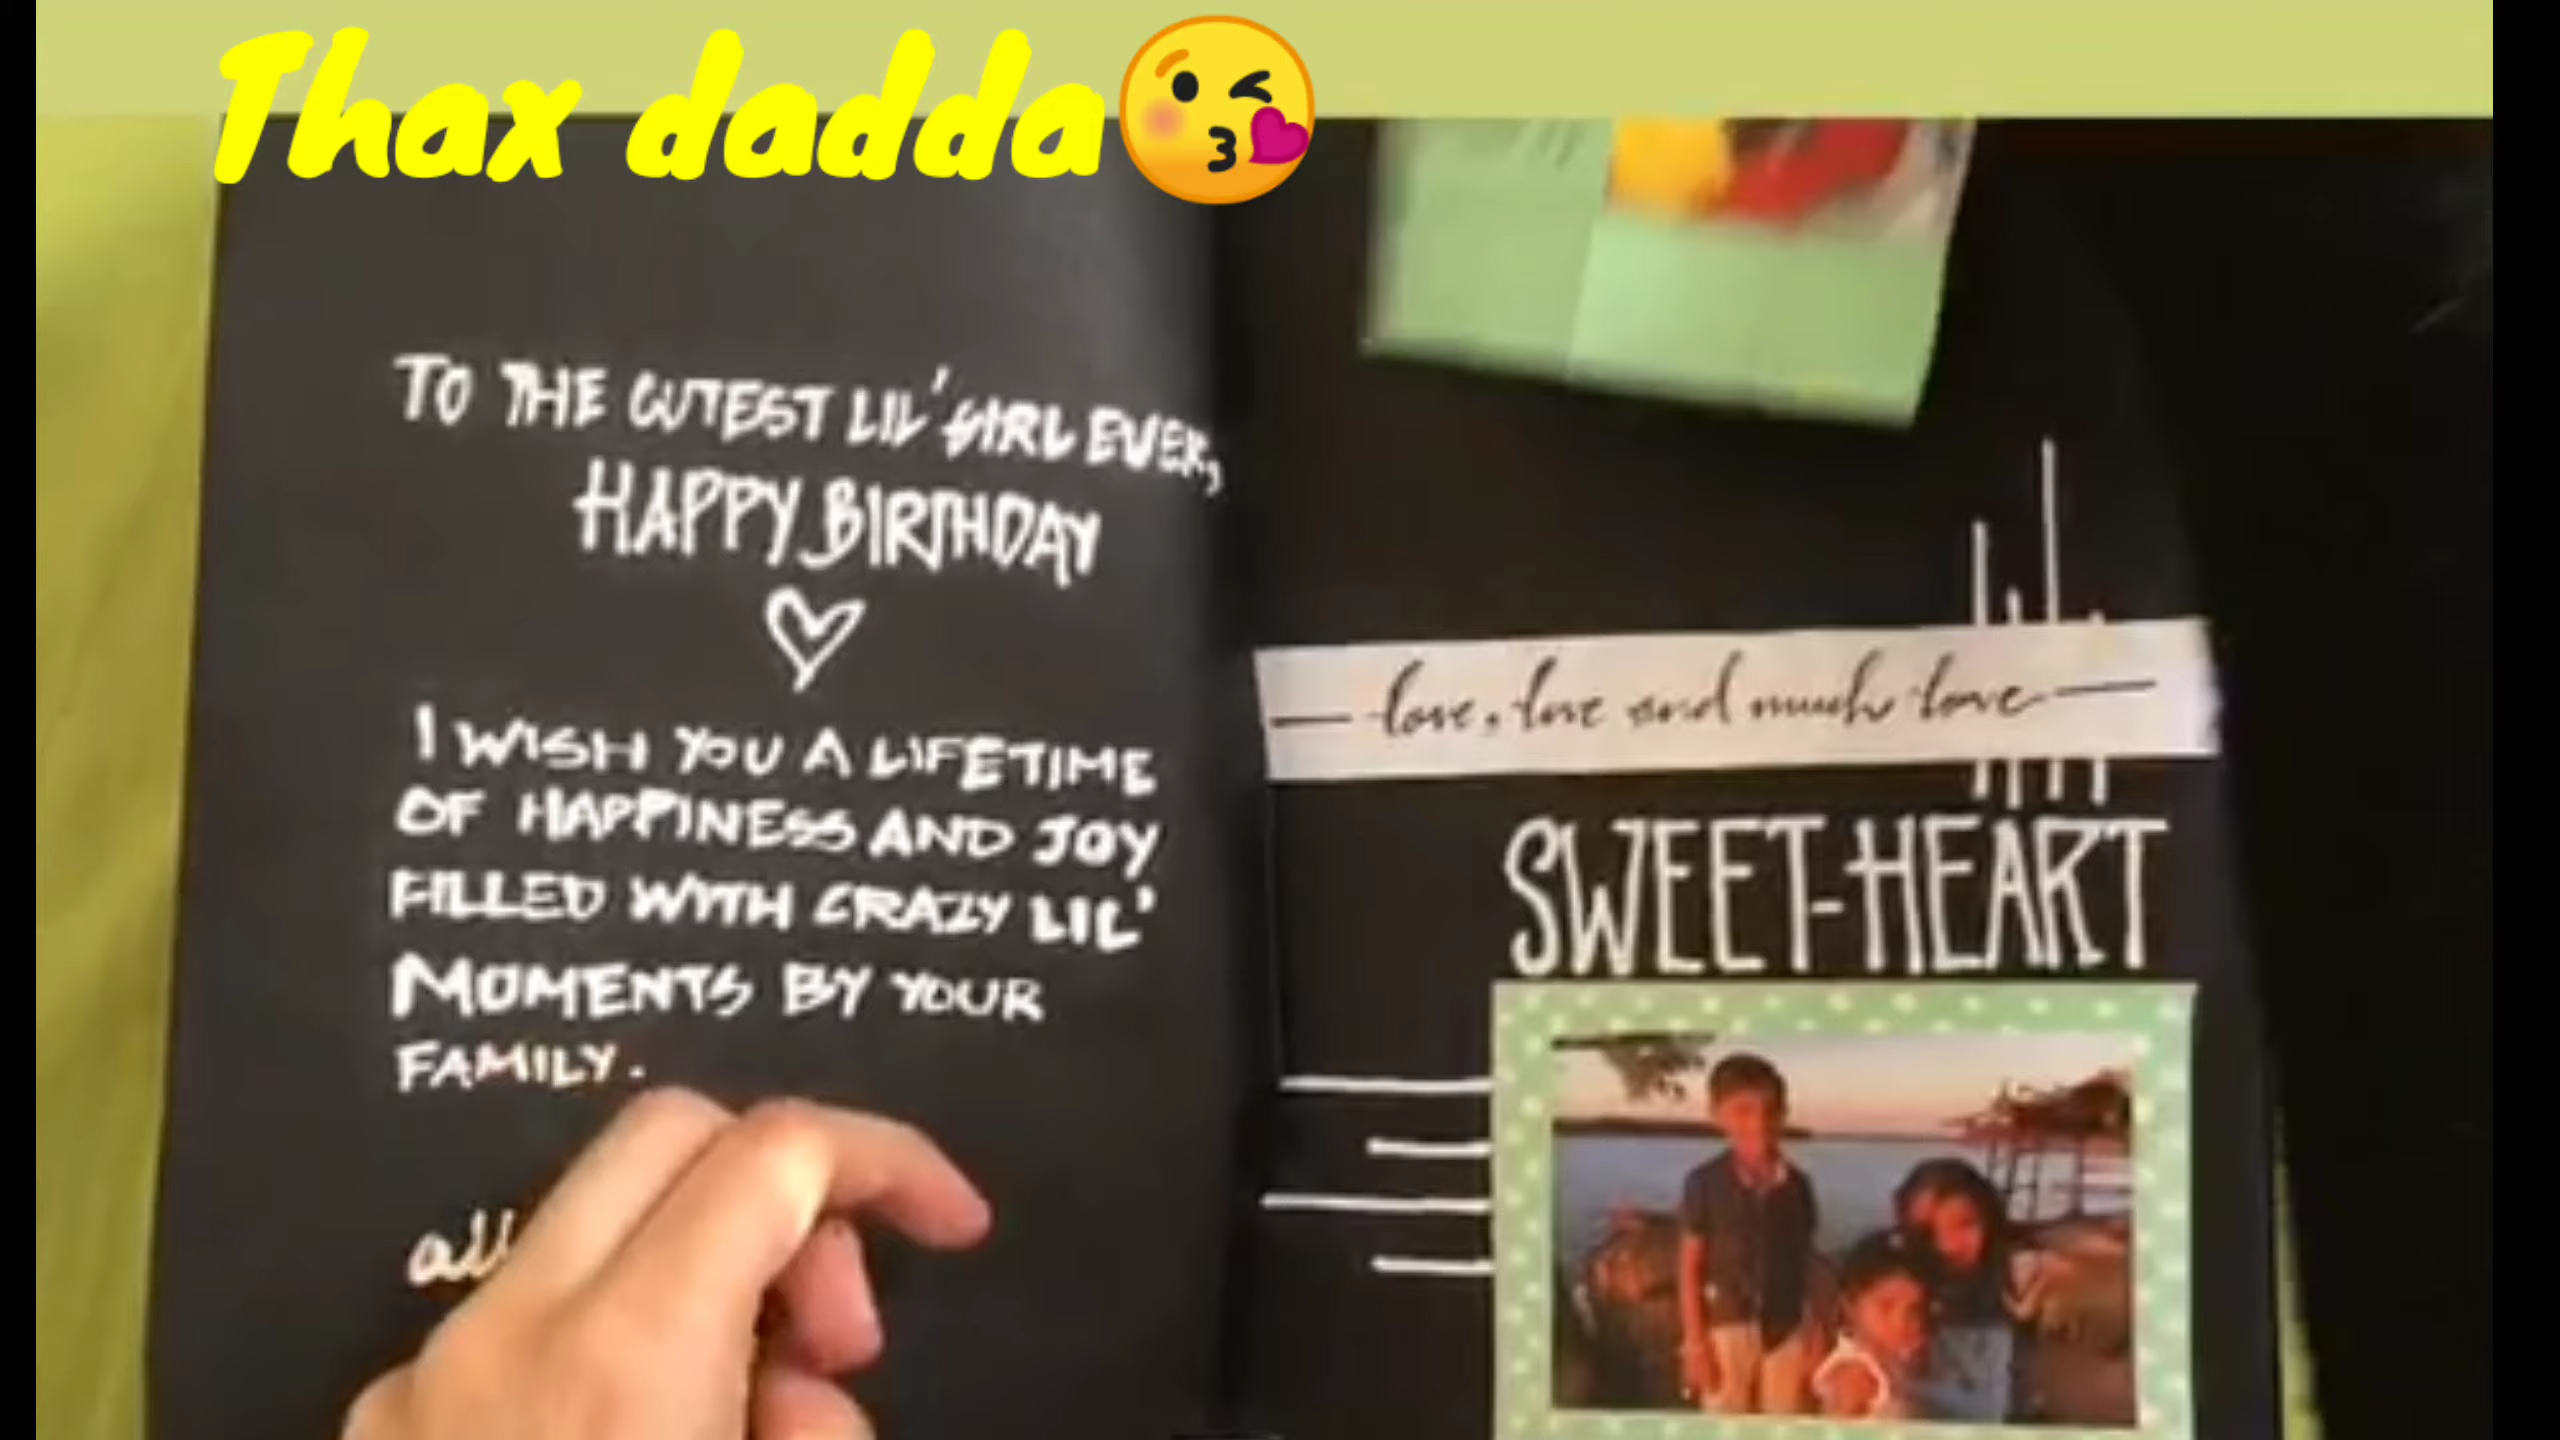 Thax dadda😘
TO THE CUTEST LIL' GIRL EVER,
HAPPY BIRTHDAY
I WISH YOU A LIFETIME
OF HAPPINESS AND JOY
FILLED WITH CRAZY LIL'
MOMENTS BY YOUR
FAMILY.
love, love and much love
SWEET-HEART